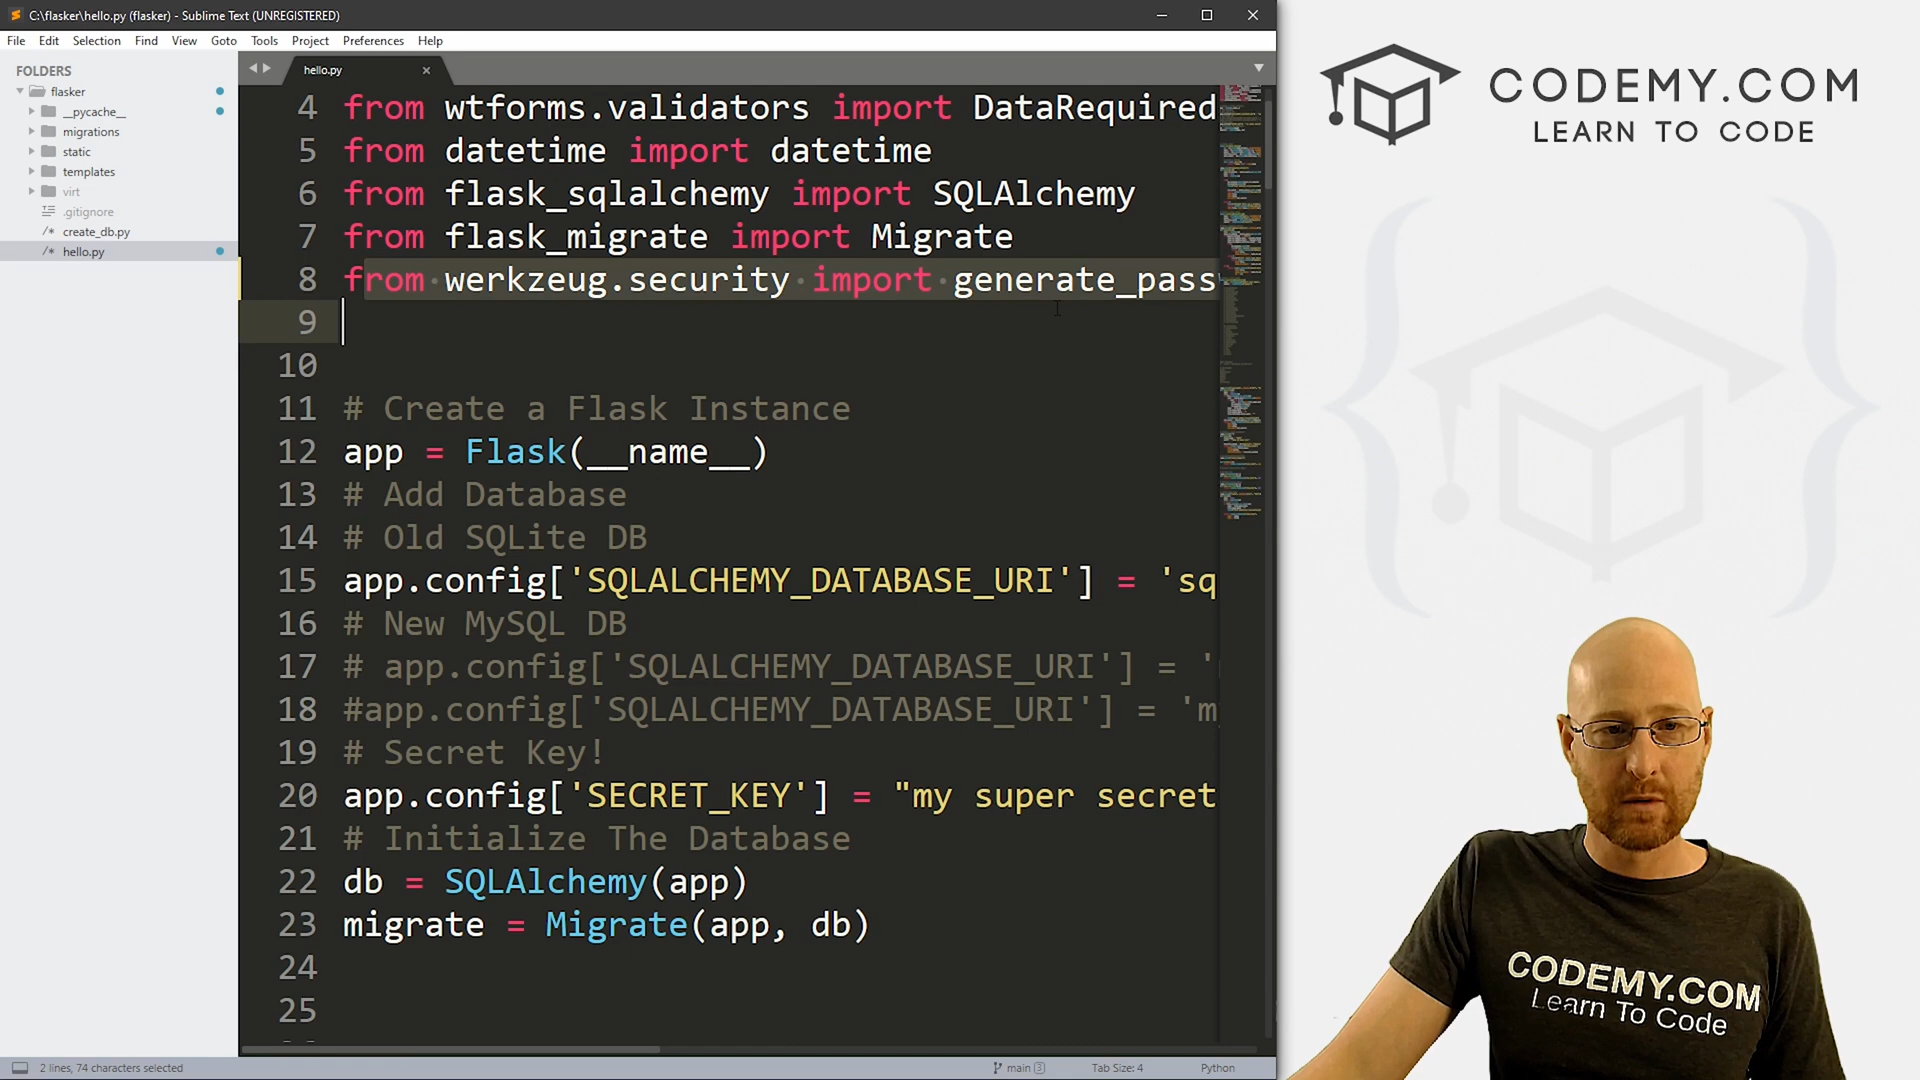 C:\flasker\hello.py (flasker) - Sublime Text (UNREGISTERED)
File Edit Selection Find View Goto Tools Project Preferences Help
FOLDERS
flasker
__pycache__
migrations
static
templates
virt
.gitignore
/* create_db.py
/* hello.py
hello.py
4 from wtforms.validators import DataRequired
5 from datetime import datetime
6 from flask_sqlalchemy import SQLAlchemy
7 from flask_migrate import Migrate
8 from werkzeug.security import generate_pass
9
10
11 # Create a Flask Instance
12 app = Flask(__name__)
13 # Add Database
14 # Old SQLite DB
15 app.config['SQLALCHEMY_DATABASE_URI'] = 'sq
16 # New MySQL DB
17 # app.config['SQLALCHEMY_DATABASE_URI'] = '
18 #app.config['SQLALCHEMY_DATABASE_URI'] = 'm
19 # Secret Key!
20 app.config['SECRET_KEY'] = "my super secret
21 # Initialize The Database
22 db = SQLAlchemy(app)
23 migrate = Migrate(app, db)
24
25
2 lines, 74 characters selected
main 3
Tab Size: 4
Python
CODEMY.COM
LEARN TO CODE
CODEMY.COM
Learn To Code